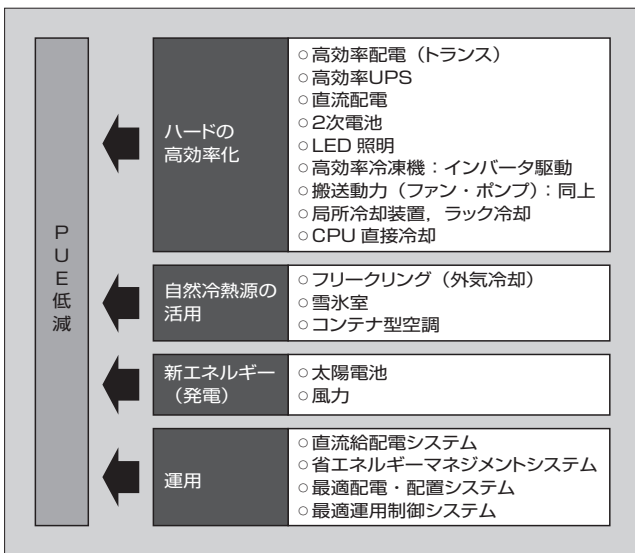 PUE低減
ハードの
高効率化
○高効率配電（トランス）
○高効率UPS
○直流配電
○2次電池
○LED 照明
○高効率冷凍機：インバータ駆動
○搬送動力（ファン・ポンプ）：同上
○局所冷却装置，ラック冷却
○CPU 直接冷却
自然冷熱源の
活用
○フリークリング（外気冷却）
○雪氷室
○コンテナ型空調
新エネルギー
（発電）
○太陽電池
○風力
運用
○直流給配電システム
○省エネルギーマネジメントシステム
○最適配電・配置システム
○最適運用制御システム